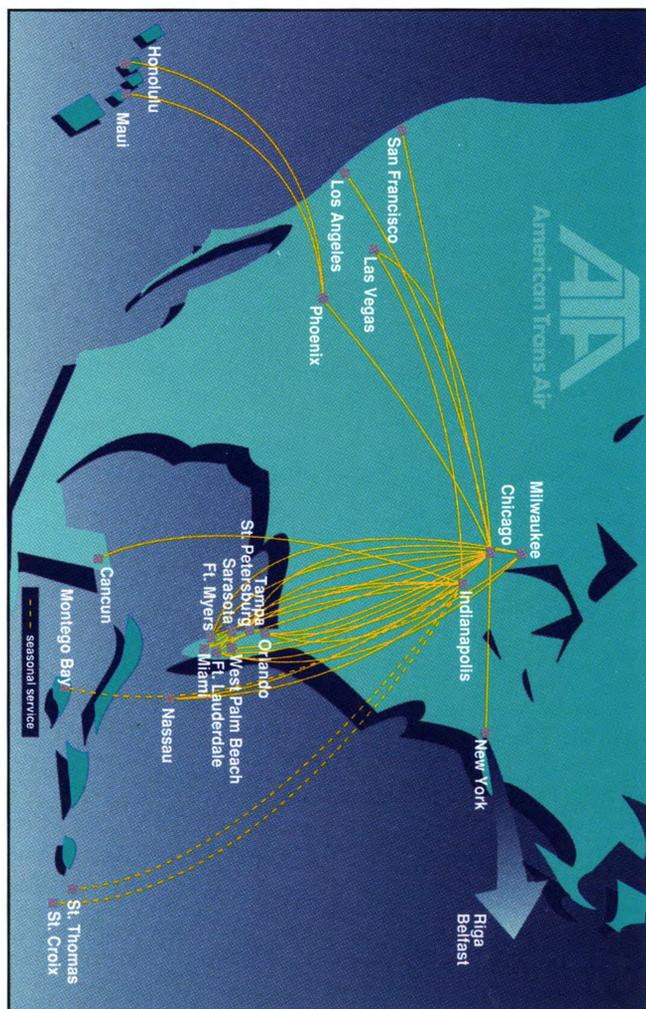 ATA
American Trans Air
San Francisco
Los Angeles
Las Vegas
Phoenix
Honolulu
Maui
Milwaukee
Chicago
Indianapolis
New York
Riga
Belfast
Tampa
St. Petersburg
Sarasota
Ft. Myers
Orlando
West Palm Beach
Ft. Lauderdale
Miami
Nassau
Cancun
Montego Bay
St. Thomas
St. Croix
seasonal service